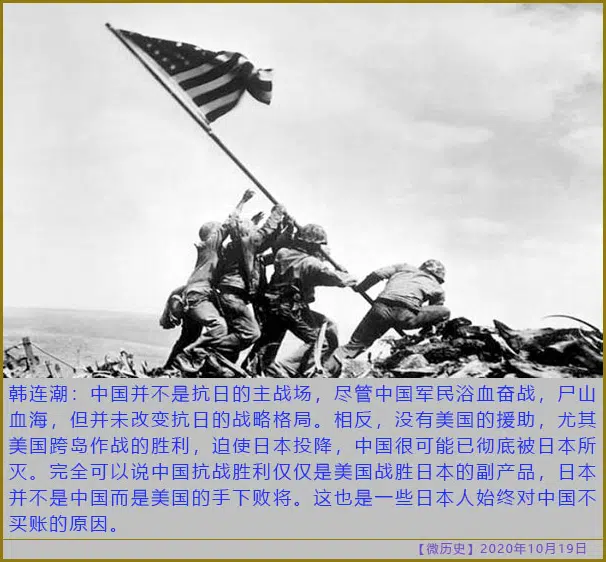 韩连潮：中国并不是抗日的主战场，尽管中国军民浴血奋战，尸山
血海，但并未改变抗日的战略格局。相反，没有美国的援助，尤其
美国跨岛作战的胜利，迫使日本投降，中国很可能已彻底被日本所
灭。完全可以说中国抗战胜利仅仅是美国战胜日本的副产品，日本
并不是中国而是美国的手下败将。这也是一些日本人始终对中国不
买账的原因。
【微历史】2020年10月19日